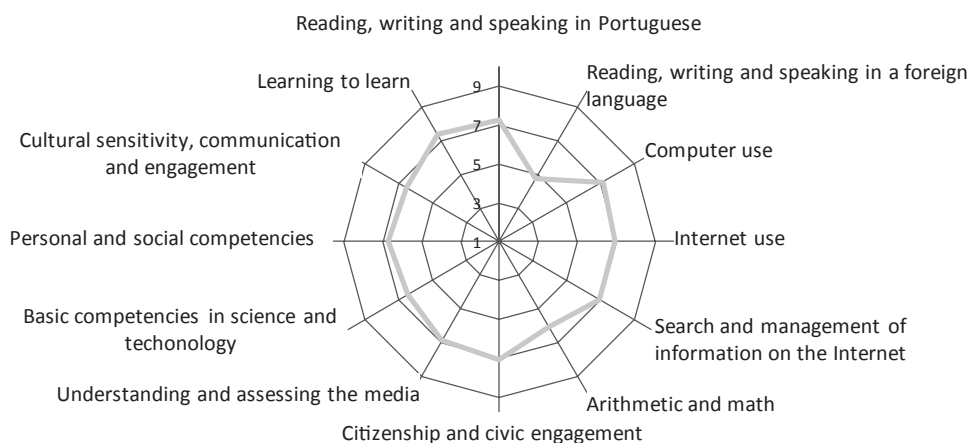 Reading, writing and speaking in Portuguese
Learning to learn
Reading, writing and speaking in a foreign
language
Cultural sensitivity, communication
and engagement
Computer use
Personal and social competencies
Internet use
Basic competencies in science and
techonology
Search and management of
information on the Internet
Understanding and assessing the media
Arithmetic and math
Citizenship and civic engagement
9
7
5
3
1